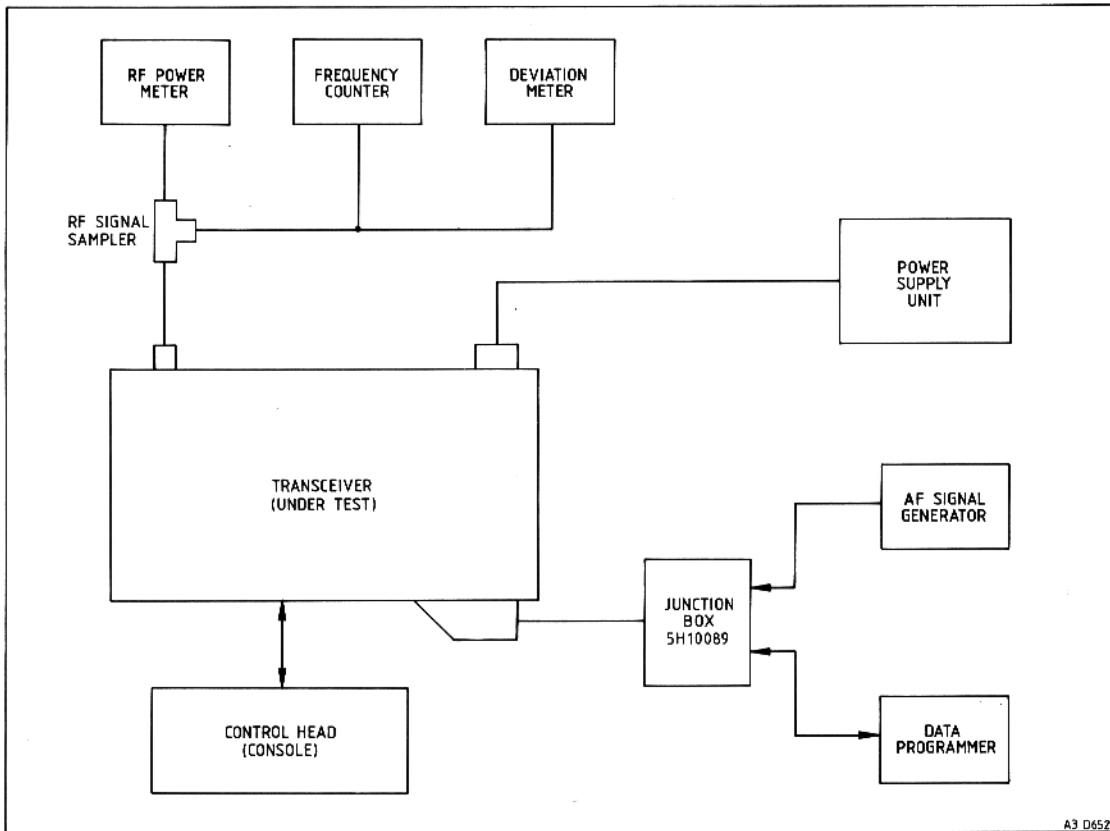 RF POWER
METER
FREQUENCY
COUNTER
DEVIATION
METER
RF SIGNAL
SAMPLER
POWER
SUPPLY
UNIT
TRANSCEIVER
(UNDER TEST)
AF SIGNAL
GENERATOR
JUNCTION
BOX
5H10089
CONTROL HEAD
(CONSOLE)
DATA
PROGRAMMER
A3 D652